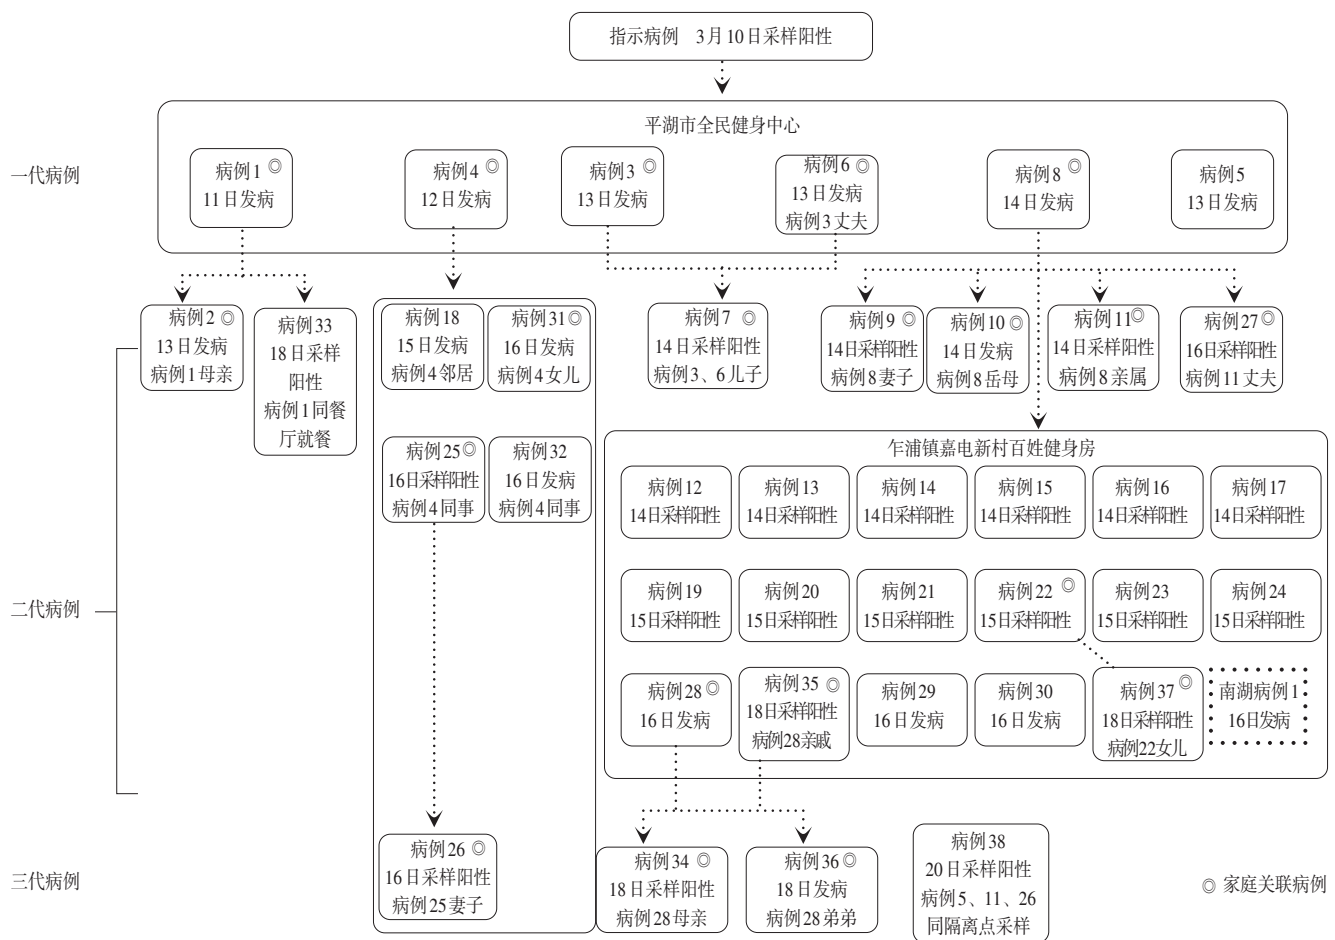 指示病例 3月10日采样阳性
平湖市全民健身中心
一代病例
病例1◎
11日发病
病例4◎
12日发病
病例3◎
13日发病
病例6◎
13日发病
病例3丈夫
病例8◎
14日发病
病例5
13日发病
病例2◎
13日发病
病例1母亲
病例33
18日采样
阳性
病例1同餐
厅就餐
病例18
15日发病
病例4邻居
病例31◎
16日发病
病例4女儿
病例7◎
14日采样阳性
病例3、6儿子
病例9◎
14日采样阳性
病例8妻子
病例10◎
14日发病
病例8岳母
病例11◎
14日采样阳性
病例8亲属
病例27◎
16日采样阳性
病例11丈夫
病例25◎
16日采样阳性
病例4同事
病例32
16日发病
病例4同事
乍浦镇嘉电新村百姓健身房
病例12
14日采样阳性
病例13
14日采样阳性
病例14
14日采样阳性
病例15
14日采样阳性
病例16
14日采样阳性
病例17
14日采样阳性
二代病例
病例19
15日采样阳性
病例20
15日采样阳性
病例21
15日采样阳性
病例22◎
15日采样阳性
病例23
15日采样阳性
病例24
15日采样阳性
病例28◎
16日发病
病例35◎
18日采样阳性
病例28亲戚
病例29
16日发病
病例30
16日发病
病例37◎
18日采样阳性
病例22女儿
南湖病例1
16日发病
三代病例
病例26◎
16日采样阳性
病例25妻子
病例34◎
18日采样阳性
病例28母亲
病例36◎
18日发病
病例28弟弟
病例38
20日采样阳性
病例5、11、26
同隔离点采样
◎ 家庭关联病例